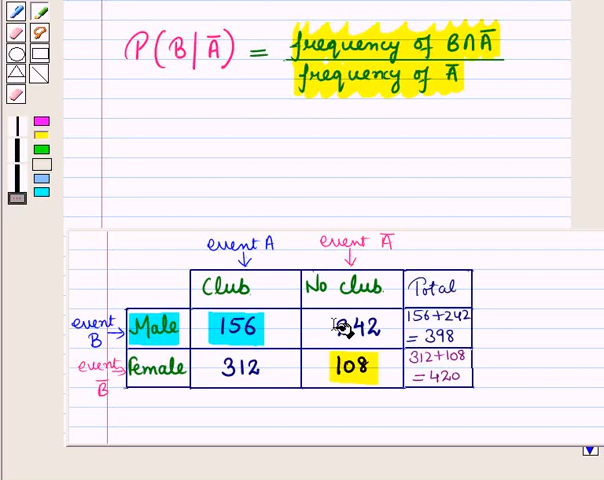 P(B|A̅) = frequency of B∩A̅
frequency of A̅
event A event A̅
Club No club Total
event B Male 156 242 156+242 = 398
event B̅ Female 312 108 312+108 = 420